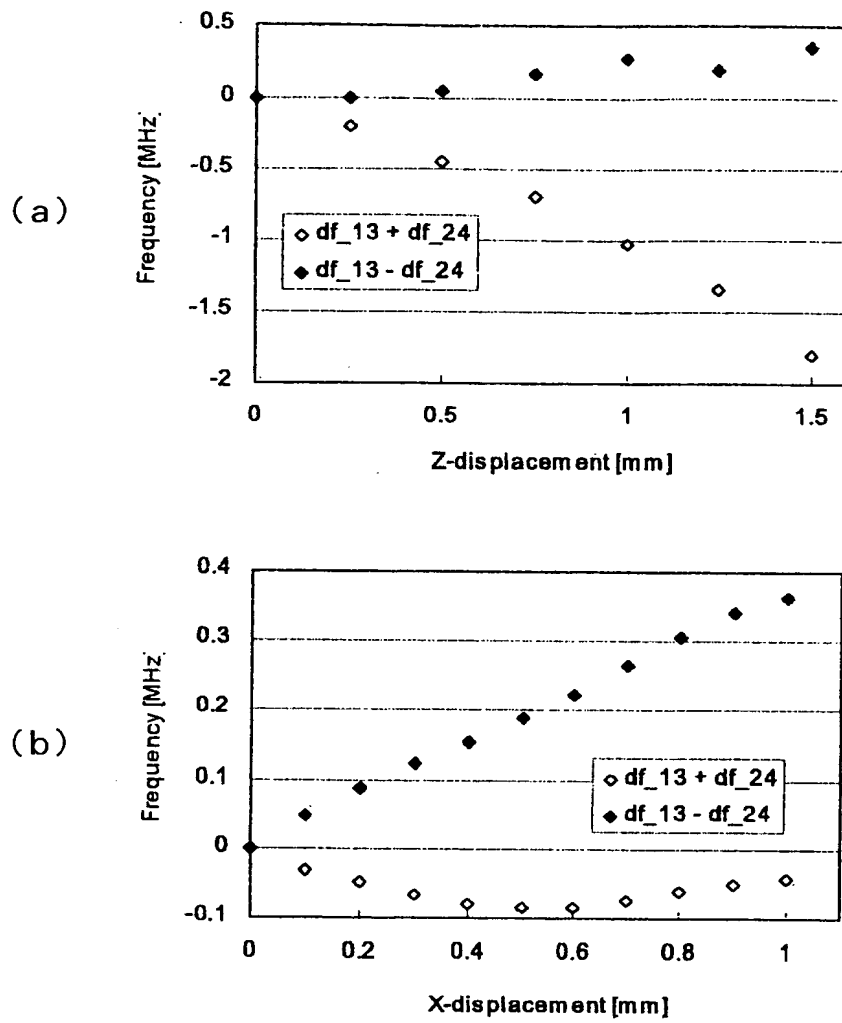 (a)
Frequency [MHz]
0.5
0
-0.5
-1
-1.5
-2
df_13 + df_24
df_13 - df_24
0
0.5
1
1.5
Z-displacement [mm]
(b)
Frequency [MHz]
0.4
0.3
0.2
0.1
0
-0.1
df_13 + df_24
df_13 - df_24
0
0.2
0.4
0.6
0.8
1
X-displacement [mm]